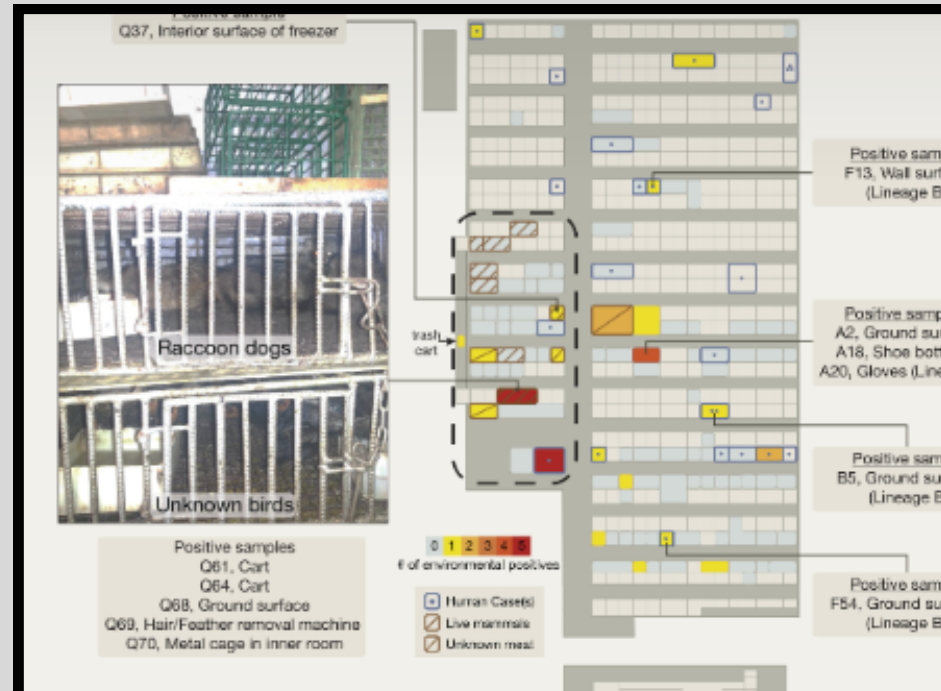 Positive sample
Q37, Interior surface of freezer
Raccoon dogs
Unknown birds
trash
cart
Positive samples
Q61, Cart
Q64, Cart
Q68, Ground surface
Q69, Hair/Feather removal machine
Q70, Metal cage in inner room
0 1 2 3 4 5
# of environmental positives
Human Case(s)
Live mammals
Unknown meat
Positive sam
F13, Wall surf
(Lineage B
Positive samp
A2, Ground su
A18, Shoe bott
A20, Gloves (Line
Positive sam
B5, Ground su
(Lineage B
Positive sam
F54, Ground su
(Lineage B